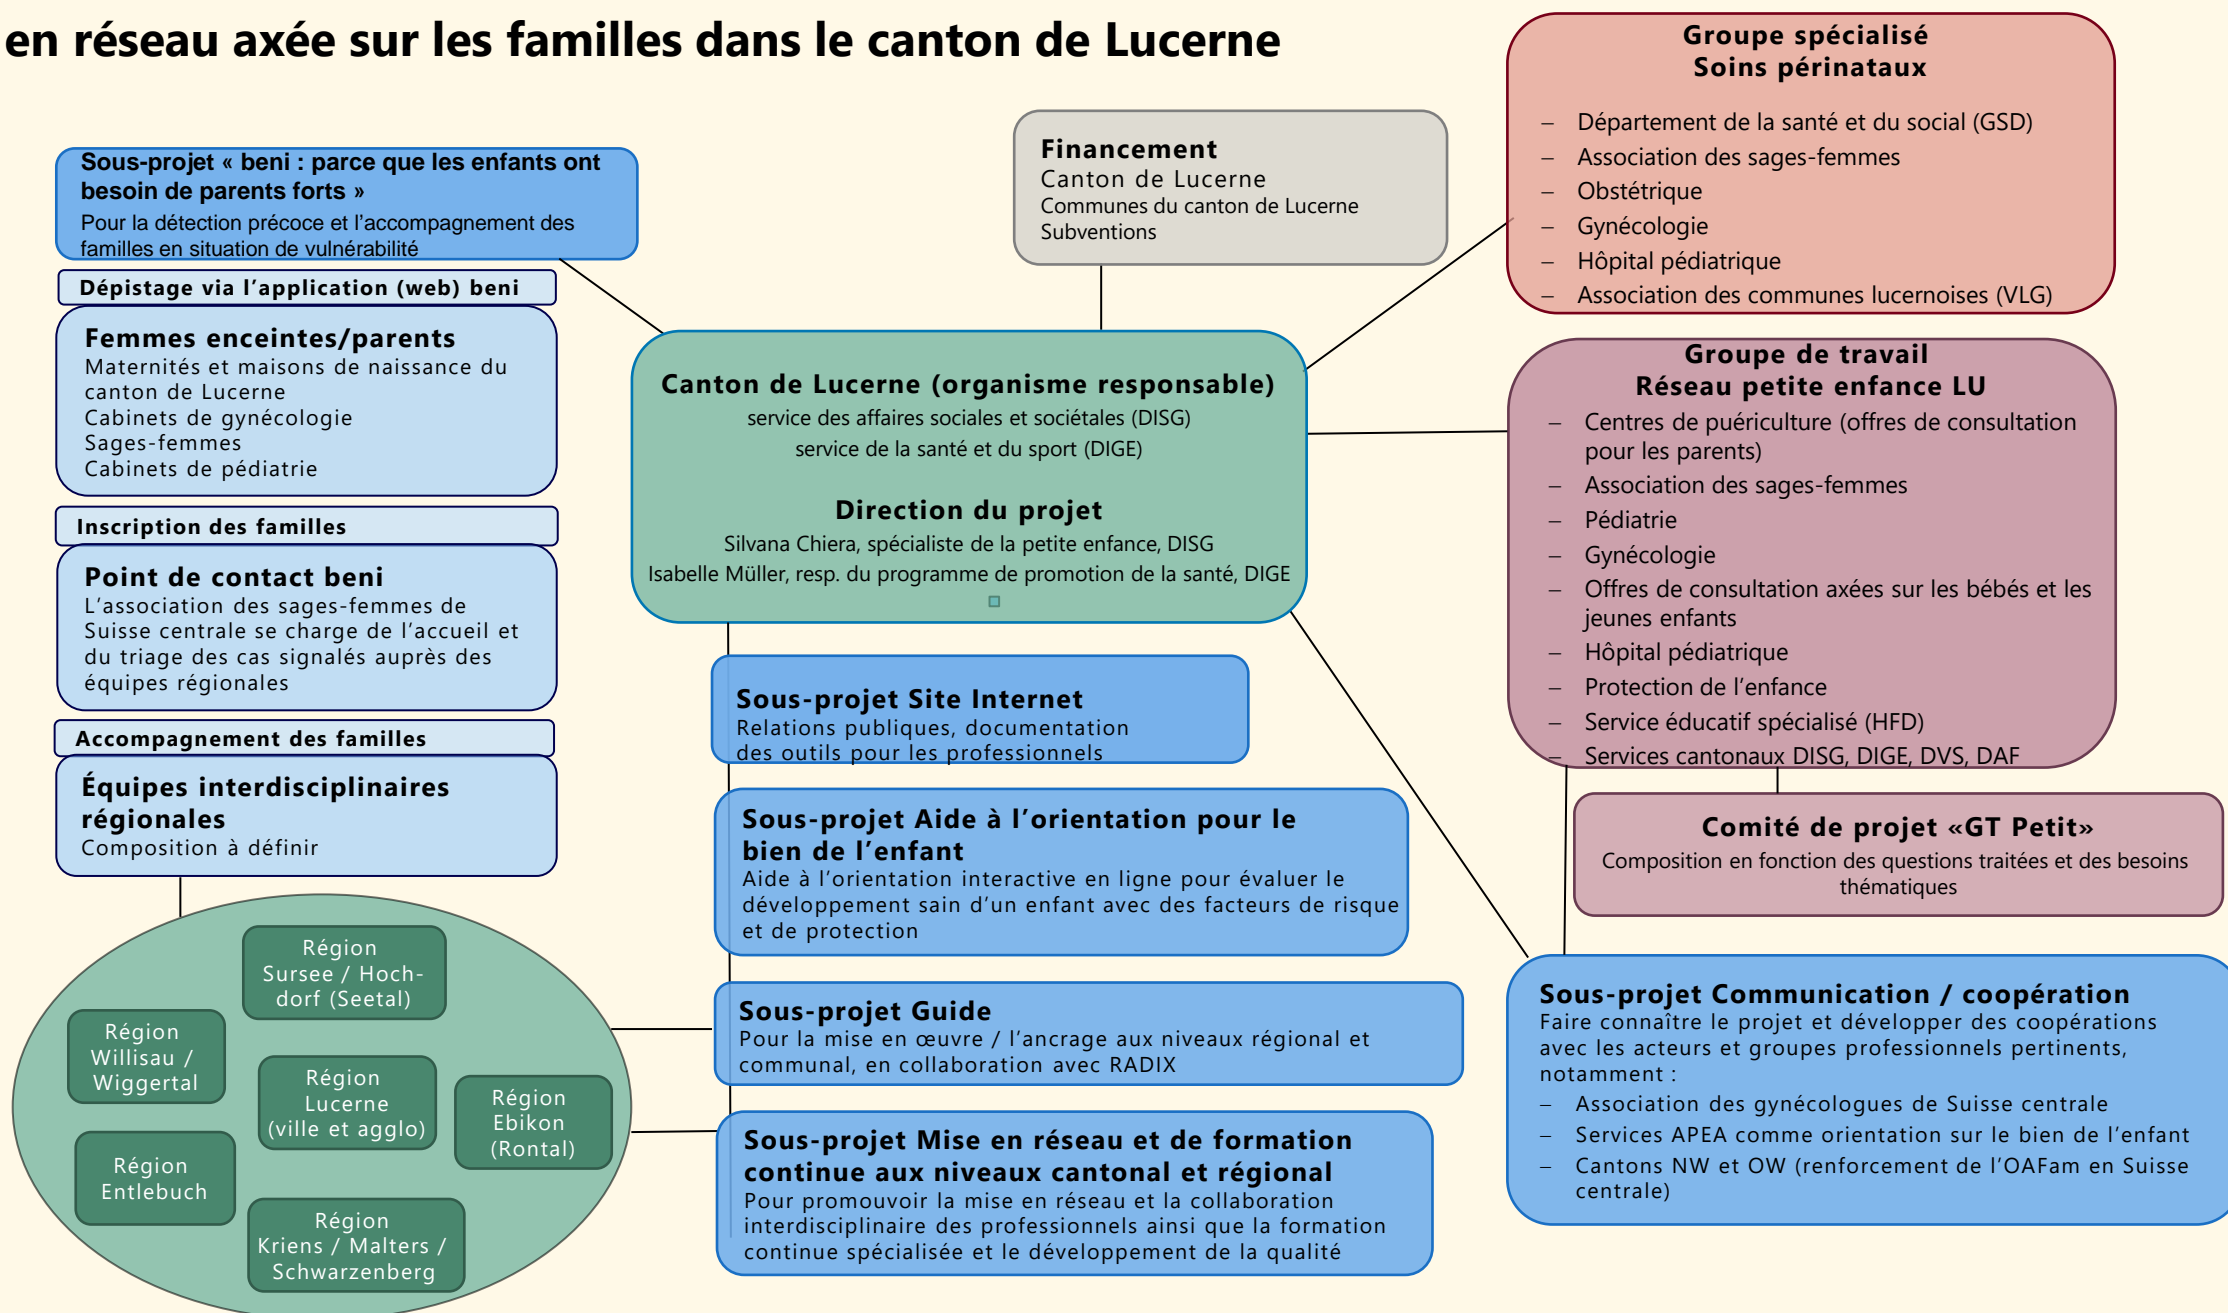 en réseau axée sur les familles dans le canton de Lucerne
Sous-projet « beni : parce que les enfants ont
besoin de parents forts »
Pour la détection précoce et l’accompagnement des
familles en situation de vulnérabilité
Dépistage via l’application (web) beni
Femmes enceintes/parents
Maternités et maisons de naissance du
canton de Lucerne
Cabinets de gynécologie
Sages-femmes
Cabinets de pédiatrie
Inscription des familles
Point de contact beni
L’association des sages-femmes de
Suisse centrale se charge de l’accueil et
du triage des cas signalés auprès des
équipes régionales
Accompagnement des familles
Équipes interdisciplinaires
régionales
Composition à définir
Région
Sursee / Hoch-
dorf (Seetal)
Région
Willisau /
Wiggertal
Région
Lucerne
(ville et agglo)
Région
Ebikon
(Rontal)
Région
Entlebuch
Région
Kriens / Malters /
Schwarzenberg
Financement
Canton de Lucerne
Communes du canton de Lucerne
Subventions
Canton de Lucerne (organisme responsable)
service des affaires sociales et sociétales (DISG)
service de la santé et du sport (DIGE)
Direction du projet
Silvana Chiera, spécialiste de la petite enfance, DISG
Isabelle Müller, resp. du programme de promotion de la santé, DIGE
Sous-projet Site Internet
Relations publiques, documentation
des outils pour les professionnels
Sous-projet Aide à l’orientation pour le
bien de l’enfant
Aide à l’orientation interactive en ligne pour évaluer le
développement sain d’un enfant avec des facteurs de risque
et de protection
Sous-projet Guide
Pour la mise en œuvre / l’ancrage aux niveaux régional et
communal, en collaboration avec RADIX
Sous-projet Mise en réseau et de formation
continue aux niveaux cantonal et régional
Pour promouvoir la mise en réseau et la collaboration
interdisciplinaire des professionnels ainsi que la formation
continue spécialisée et le développement de la qualité
Groupe spécialisé
Soins périnataux
– Département de la santé et du social (GSD)
– Association des sages-femmes
– Obstétrique
– Gynécologie
– Hôpital pédiatrique
– Association des communes lucernoises (VLG)
Groupe de travail
Réseau petite enfance LU
– Centres de puériculture (offres de consultation
pour les parents)
– Association des sages-femmes
– Pédiatrie
– Gynécologie
– Offres de consultation axées sur les bébés et les
jeunes enfants
– Hôpital pédiatrique
– Protection de l’enfance
– Service éducatif spécialisé (HFD)
– Services cantonaux DISG, DIGE, DVS, DAF
Comité de projet «GT Petit»
Composition en fonction des questions traitées et des besoins
thématiques
Sous-projet Communication / coopération
Faire connaître le projet et développer des coopérations
avec les acteurs et groupes professionnels pertinents,
notamment :
– Association des gynécologues de Suisse centrale
– Services APEA comme orientation sur le bien de l’enfant
– Cantons NW et OW (renforcement de l’OAFam en Suisse
centrale)